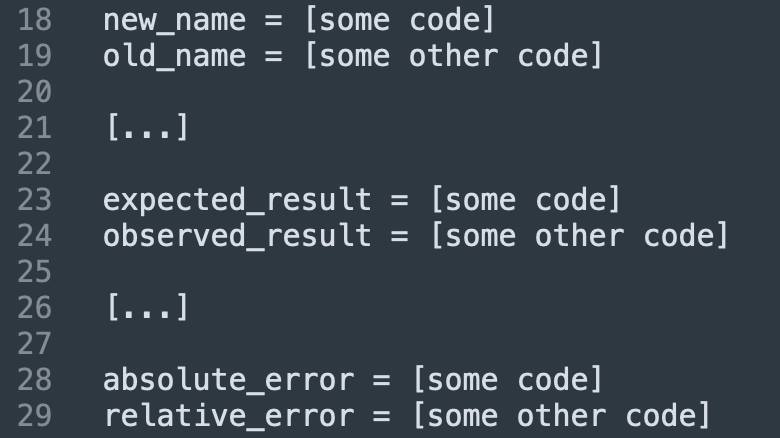 18 new_name = [some code]
19 old_name = [some other code]
20
21 [...]
22
23 expected_result = [some code]
24 observed_result = [some other code]
25
26 [...]
27
28 absolute_error = [some code]
29 relative_error = [some other code]